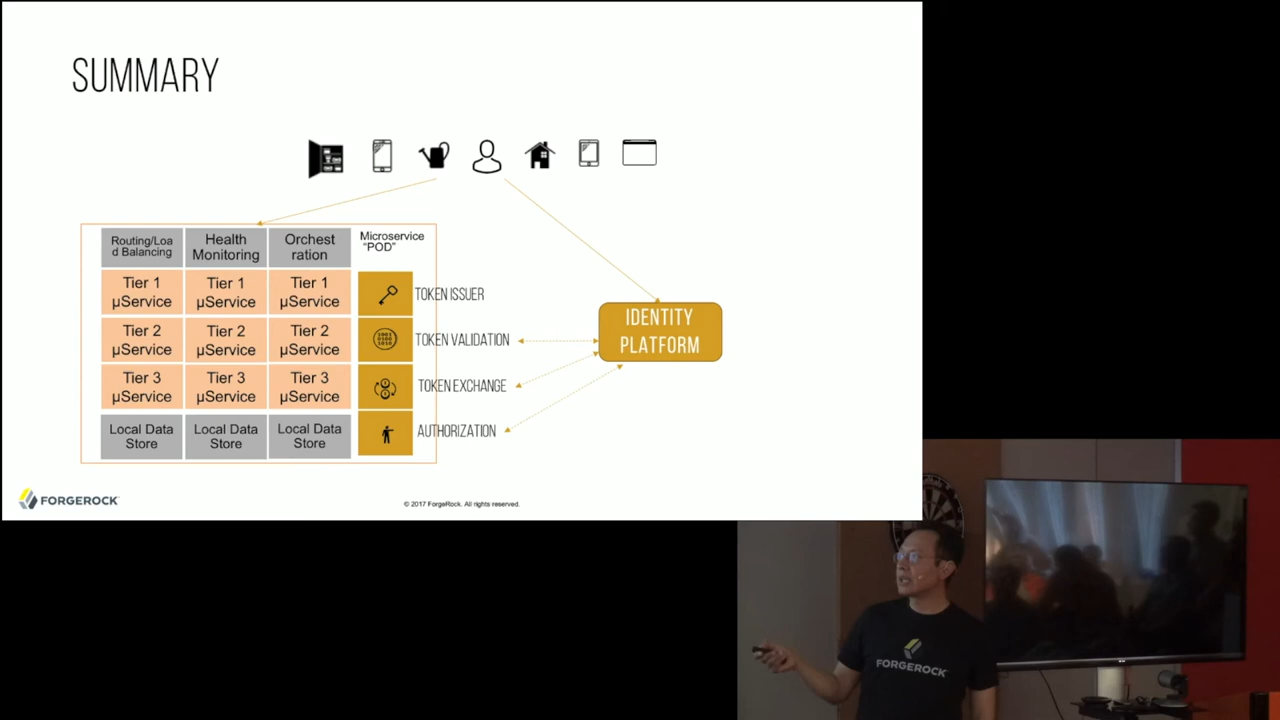 SUMMARY
Routing/Loa
d Balancing
Health
Monitoring
Orchest
ration
Microservice
"POD"
Tier 1
µService
Tier 1
µService
Tier 1
µService
TOKEN ISSUER
Tier 2
µService
Tier 2
µService
Tier 2
µService
1001
0100
1010
TOKEN VALIDATION
IDENTITY
PLATFORM
Tier 3
µService
Tier 3
µService
Tier 3
µService
TOKEN EXCHANGE
Local Data
Store
Local Data
Store
Local Data
Store
AUTHORIZATION
FORGEROCK
© 2017 ForgeRock. All rights reserved.
FORGEROCK